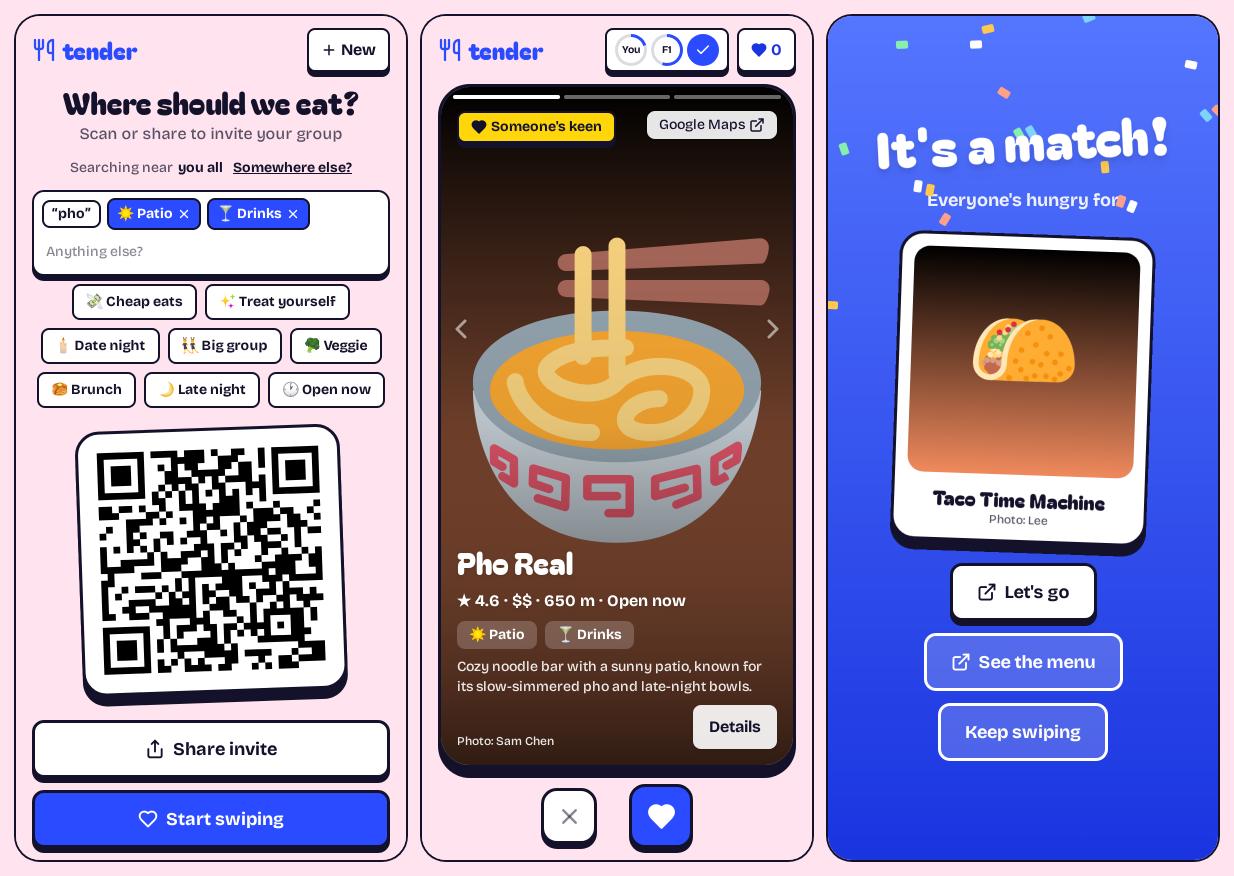 tender
+ New
Where should we eat?
Scan or share to invite your group
Searching near you all Somewhere else?
"pho" Patio Drinks
Anything else?
Cheap eats Treat yourself
Date night Big group Veggie
Brunch Late night Open now
Share invite
Start swiping
tender
You F1 0
Someone's keen Google Maps
Pho Real
★ 4.6 · $$ · 650 m · Open now
Patio Drinks
Cozy noodle bar with a sunny patio, known for
its slow-simmered pho and late-night bowls.
Details
Photo: Sam Chen
It's a match!
Everyone's hungry for
Taco Time Machine
Photo: Lee
Let's go
See the menu
Keep swiping